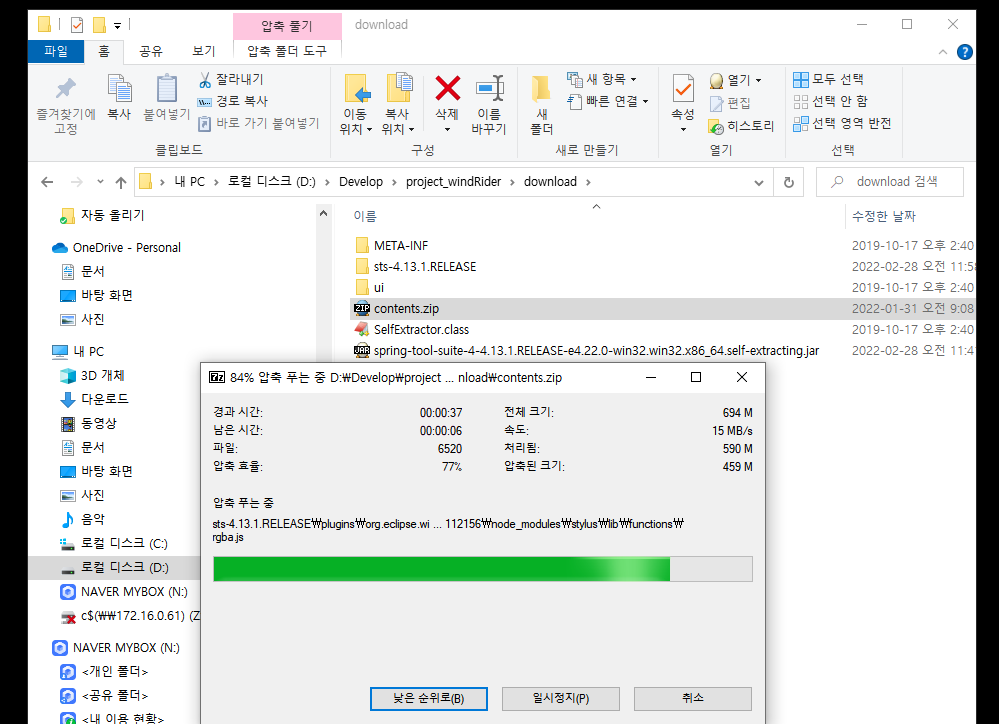 압축 풀기
download
파일
홈
공유
보기
압축 폴더 도구
즐겨찾기에
고정
복사
붙여넣기
잘라내기
경로 복사
바로 가기 붙여넣기
클립보드
이동
위치
복사
위치
삭제
이름
바꾸기
구성
새
폴더
새 항목
빠른 연결
새로 만들기
속성
열기
편집
히스토리
열기
모두 선택
선택 안 함
선택 영역 반전
선택
내 PC > 로컬 디스크 (D:) > Develop > project_windRider > download >
download 검색
자동 올리기
OneDrive - Personal
문서
바탕 화면
사진
내 PC
3D 개체
다운로드
동영상
문서
바탕 화면
사진
음악
로컬 디스크 (C:)
로컬 디스크 (D:)
NAVER MYBOX (N:)
c$(₩₩172.16.0.61) (Z
NAVER MYBOX (N:)
<개인 폴더>
<공유 폴더>
<내 이용 현황>
이름 수정한 날짜
META-INF 2019-10-17 오후 2:40
sts-4.13.1.RELEASE 2022-02-28 오전 11:5
ui 2019-10-17 오후 2:40
ZIP contents.zip 2022-01-31 오전 9:08
SelfExtractor.class 2019-10-17 오후 2:40
JAR spring-tool-suite-4-4.13.1.RELEASE-e4.22.0-win32.win32.x86_64.self-extracting.jar 2022-02-28 오전 11:4
7z 84% 압축 푸는 중 D:₩Develop₩project ... nload₩contents.zip
경과 시간: 00:00:37 전체 크기: 694 M
남은 시간: 00:00:06 속도: 15 MB/s
파일: 6520 처리됨: 590 M
압축 효율: 77% 압축된 크기: 459 M
압축 푸는 중
sts-4.13.1.RELEASE₩plugins₩org.eclipse.wi ... 112156₩node_modules₩stylus₩lib₩functions₩
rgba.js
낮은 순위로(B)
일시정지(P)
취소